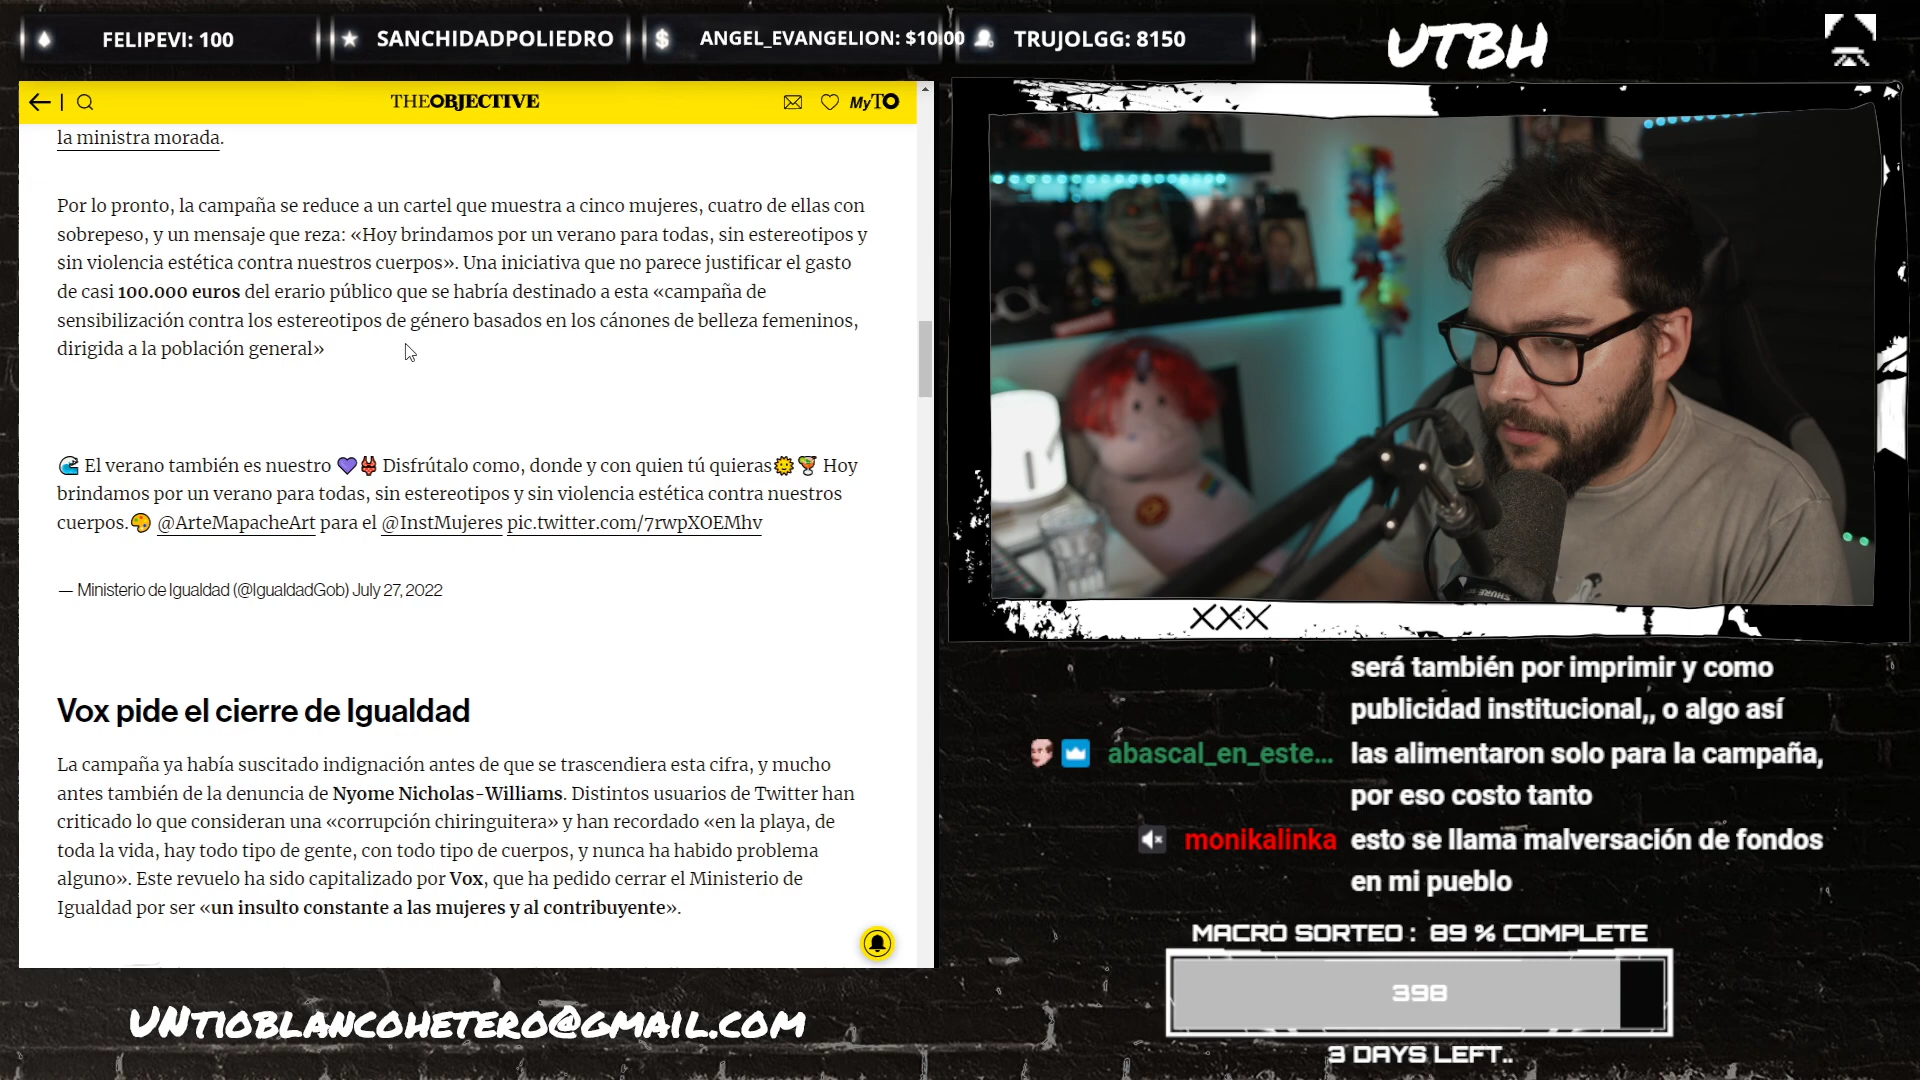 FELIPEVI: 100
SANCHIDADPOLIEDRO
ANGEL_EVANGELION: $10.00
TRUJOLGG: 8150
UTBH
THEOBJECTIVE
MyTO
la ministra morada.
Por lo pronto, la campaña se reduce a un cartel que muestra a cinco mujeres, cuatro de ellas con
sobrepeso, y un mensaje que reza: «Hoy brindamos por un verano para todas, sin estereotipos y
sin violencia estética contra nuestros cuerpos». Una iniciativa que no parece justificar el gasto
de casi 100.000 euros del erario público que se habría destinado a esta «campaña de
sensibilización contra los estereotipos de género basados en los cánones de belleza femeninos,
dirigida a la población general»
🌊 El verano también es nuestro 💜👙 Disfrútalo como, donde y con quien tú quieras🌞🍹 Hoy
brindamos por un verano para todas, sin estereotipos y sin violencia estética contra nuestros
cuerpos.🎨 @ArteMapacheArt para el @InstMujeres pic.twitter.com/7rwpXOEMhv
— Ministerio de Igualdad (@IgualdadGob) July 27, 2022
Vox pide el cierre de Igualdad
La campaña ya había suscitado indignación antes de que se trascendiera esta cifra, y mucho
antes también de la denuncia de Nyome Nicholas-Williams. Distintos usuarios de Twitter han
criticado lo que consideran una «corrupción chiringuitera» y han recordado «en la playa, de
toda la vida, hay todo tipo de gente, con todo tipo de cuerpos, y nunca ha habido problema
alguno». Este revuelo ha sido capitalizado por Vox, que ha pedido cerrar el Ministerio de
Igualdad por ser «un insulto constante a las mujeres y al contribuyente».
UNtioblancohetero@gmail.com
SHURE
XXX
será también por imprimir y como
publicidad institucional,, o algo así
abascal_en_este... las alimentaron solo para la campaña,
por eso costo tanto
monikalinka esto se llama malversación de fondos
en mi pueblo
MACRO SORTEO : 89 % COMPLETE
398
3 DAYS LEFT..